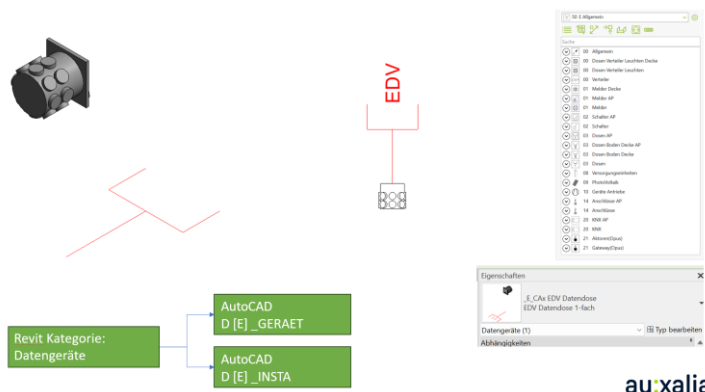 00 E Allgemein
Suche
00 Allgemein
00 Dosen-Verteiler Leuchten Decke
00 Dosen-Verteiler Leuchten
00 Verteiler
01 Melder Decke
01 Melder AP
01 Melder
02 Schalter AP
02 Schalter
03 Dosen AP
03 Dosen Boden Decke AP
03 Dosen Boden Decke
03 Dosen
08 Versorgungseinheiten
09 Photovoltaik
10 Geräte Antriebe
14 Anschlüsse AP
14 Anschlüsse
20 KNX AP
20 KNX
21 Aktoren(Opus)
21 Gateway(Opus)
EDV
Eigenschaften
_E_CAx EDV Datendose
EDV Datendose 1-fach
Datengeräte (1)
Typ bearbeiten
Abhängigkeiten
Revit Kategorie:
Datengeräte
AutoCAD
D [E] _GERAET
AutoCAD
D [E] _INSTA
au:xalia